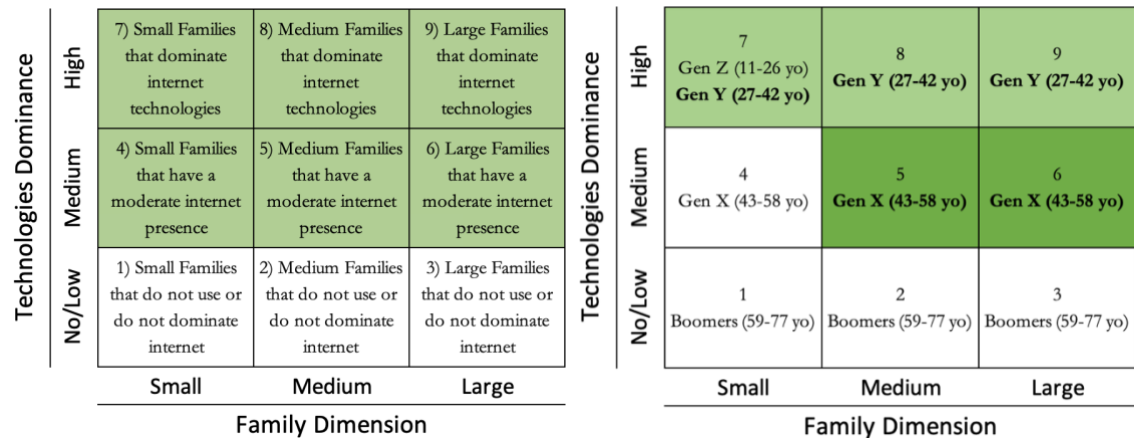 Technologies Dominance
High
7) Small Families
that dominate
internet
technologies
8) Medium Families
that dominate
internet
technologies
9) Large Families
that dominate
internet
technologies
Medium
4) Small Families
that have a
moderate internet
presence
5) Medium Families
that have a
moderate internet
presence
6) Large Families
that have a
moderate internet
presence
No/Low
1) Small Families
that do not use or
do not dominate
internet
2) Medium Families
that do not use or
do not dominate
internet
3) Large Families
that do not use or
do not dominate
internet
Small
Medium
Large
Family Dimension
Technologies Dominance
High
7
Gen Z (11-26 yo)
Gen Y (27-42 yo)
8
Gen Y (27-42 yo)
9
Gen Y (27-42 yo)
Medium
4
Gen X (43-58 yo)
5
Gen X (43-58 yo)
6
Gen X (43-58 yo)
No/Low
1
Boomers (59-77 yo)
2
Boomers (59-77 yo)
3
Boomers (59-77 yo)
Small
Medium
Large
Family Dimension